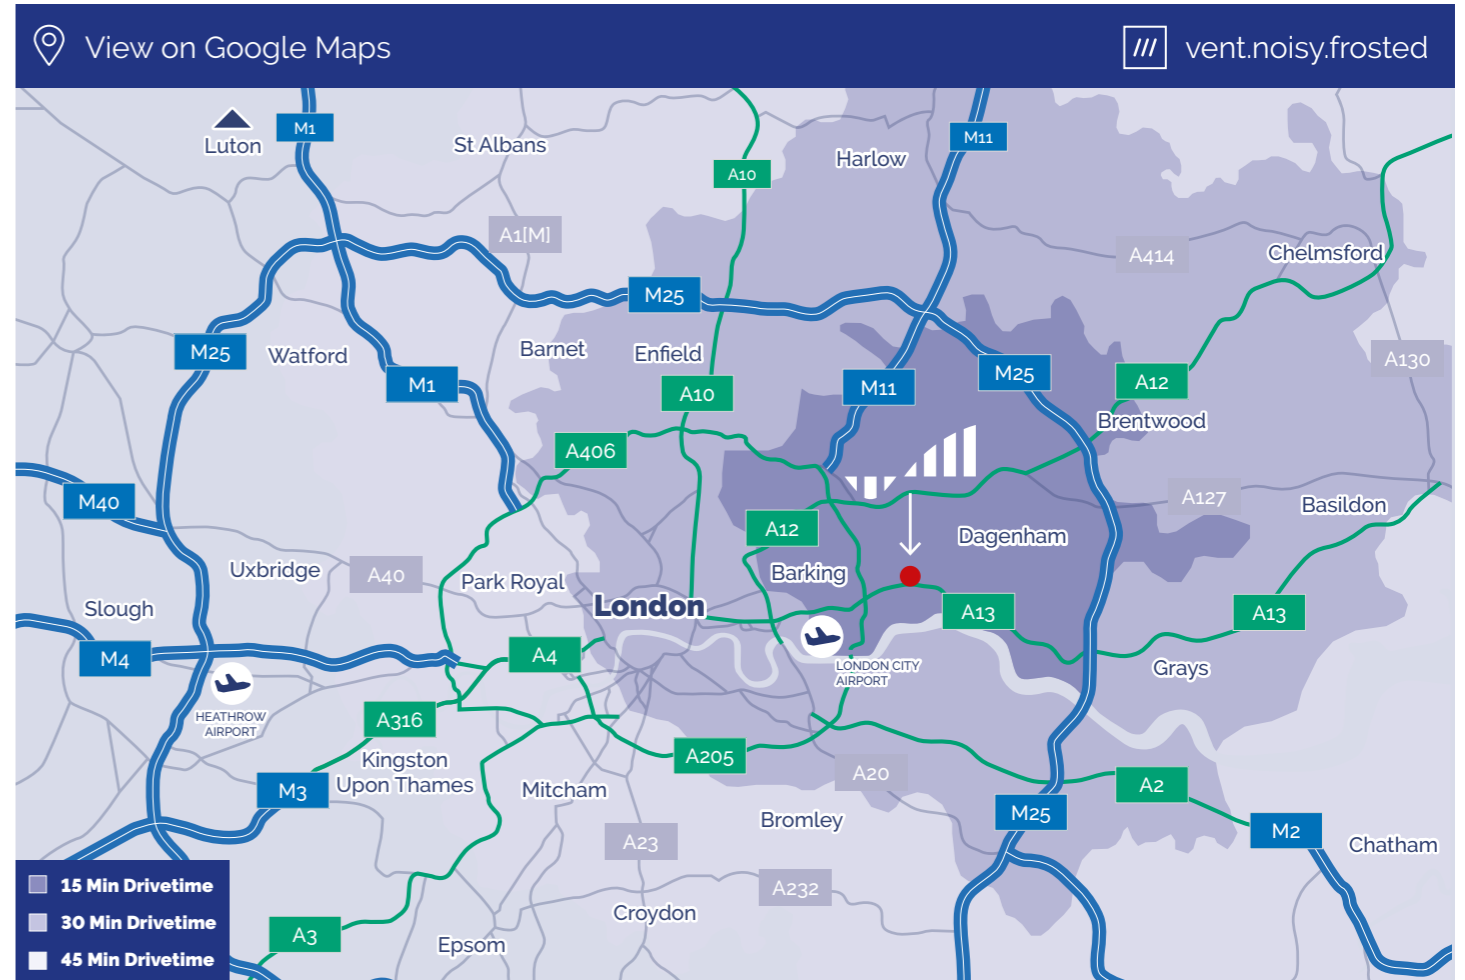 View on Google Maps
vent.noisy.frosted
M1
Luton
St Albans
A10
Harlow
M11
A1[M]
A414
Chelmsford
M25
M25
Watford
Barnet
Enfield
M1
A10
M11
M25
A12
A130
Brentwood
A406
M40
A127
Basildon
A12
Dagenham
Uxbridge
A40
Park Royal
Barking
Slough
London
A13
A13
M4
A4
LONDON CITY
AIRPORT
Grays
HEATHROW
AIRPORT
A316
Kingston
Upon Thames
A205
A20
A2
M3
Mitcham
Bromley
M25
M2
Chatham
A23
15 Min Drivetime
30 Min Drivetime
45 Min Drivetime
A232
Croydon
A3
Epsom